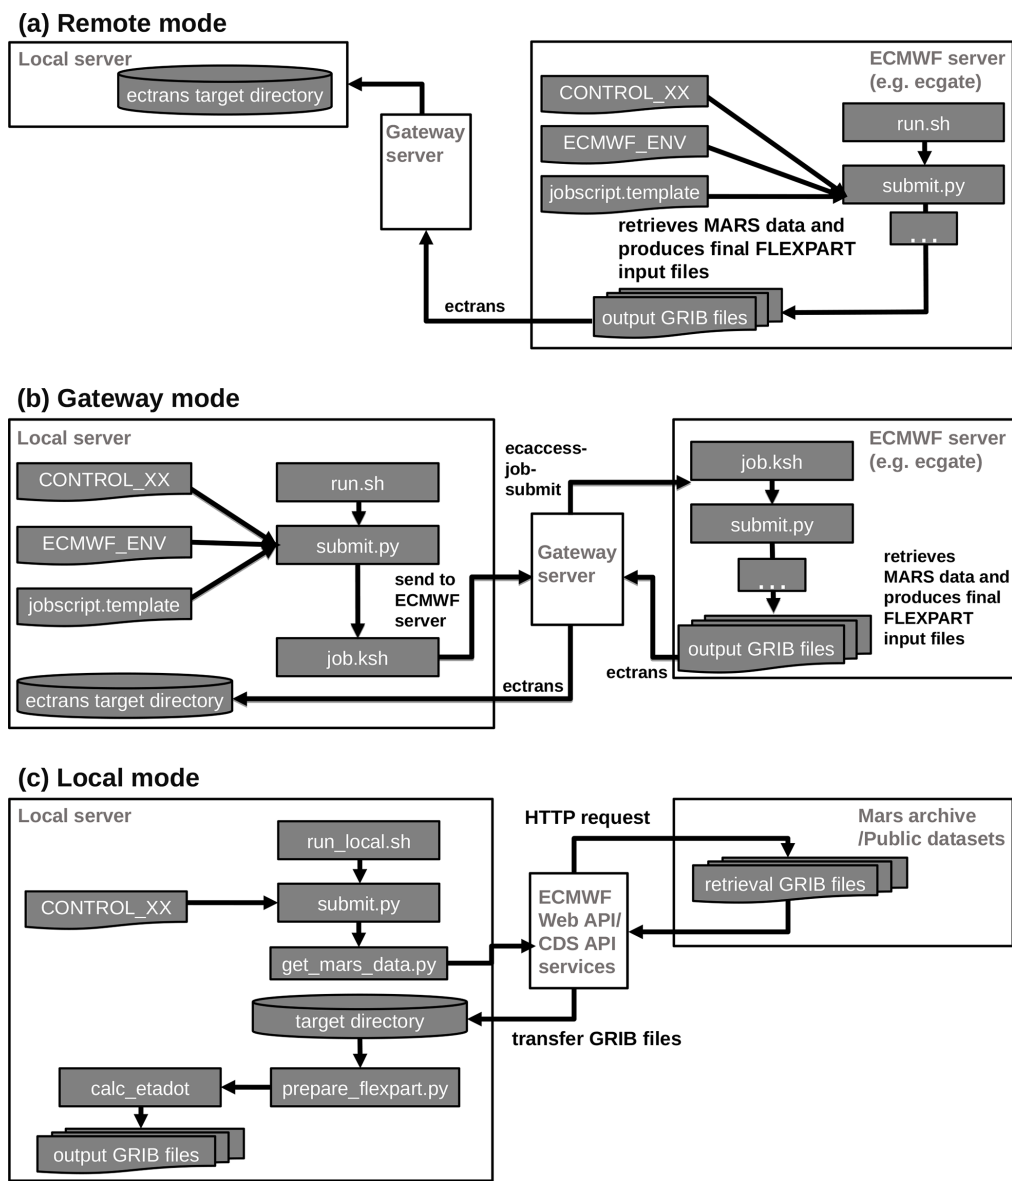 (a) Remote mode
Local server
ectrans target directory
Gateway
server
ECMWF server
(e.g. ecgate)
CONTROL_XX
ECMWF_ENV
jobscript.template
run.sh
submit.py
...
retrieves MARS data and
produces final FLEXPART
input files
output GRIB files
ectrans
(b) Gateway mode
Local server
CONTROL_XX
ECMWF_ENV
jobscript.template
run.sh
submit.py
job.ksh
send to
ECMWF
server
ectrans target directory
ectrans
ecaccess-
job-
submit
Gateway
server
ECMWF server
(e.g. ecgate)
job.ksh
submit.py
...
retrieves
MARS data and
produces final
FLEXPART
input files
output GRIB files
ectrans
(c) Local mode
Local server
run_local.sh
CONTROL_XX
submit.py
get_mars_data.py
target directory
prepare_flexpart.py
calc_etadot
output GRIB files
HTTP request
ECMWF
Web API/
CDS API
services
transfer GRIB files
Mars archive
/Public datasets
retrieval GRIB files